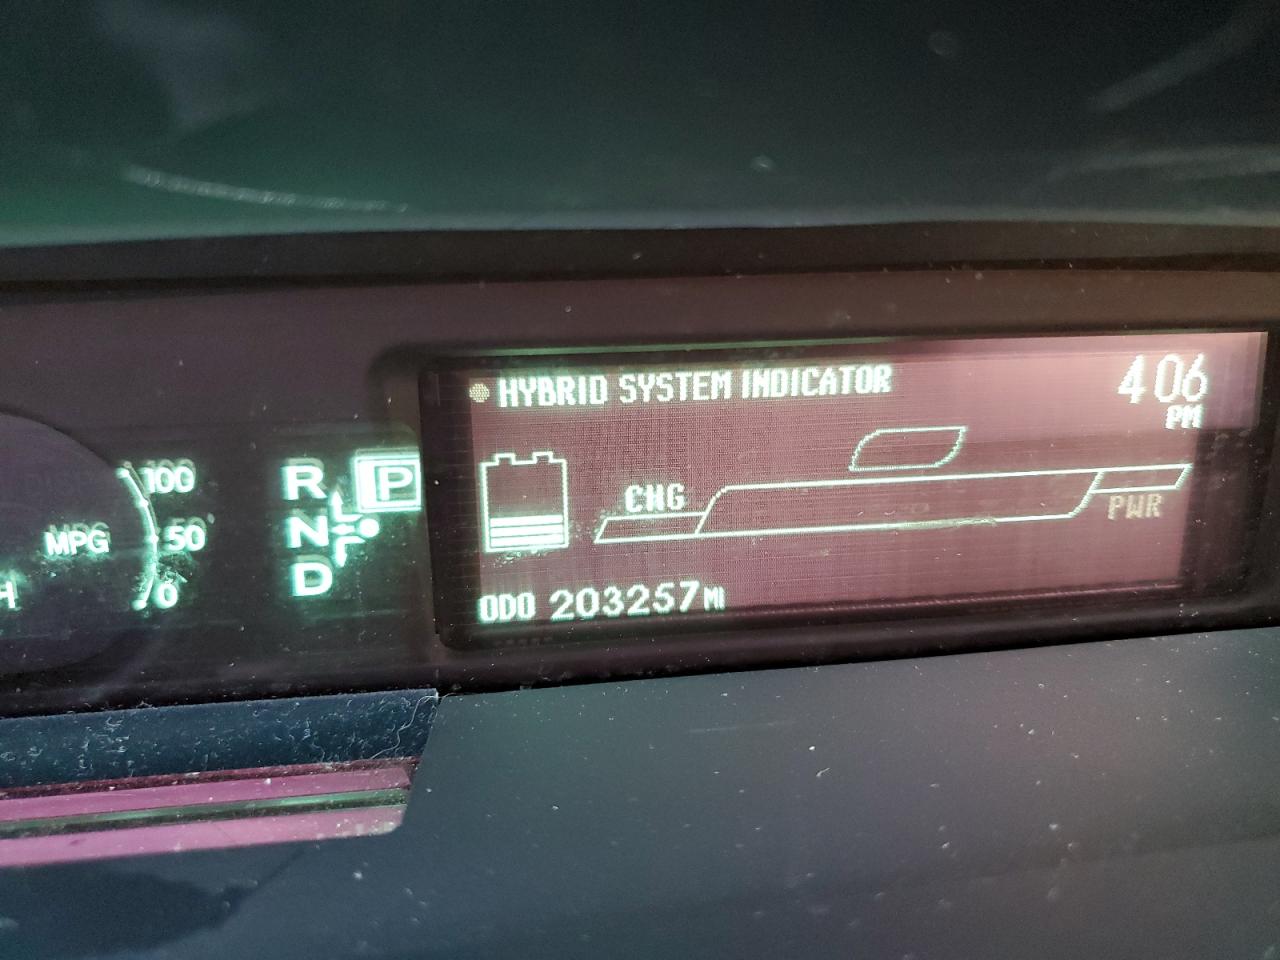 HYBRID SYSTEM INDICATOR
4:06
PM
100
R P
CHG
PWR
MPG
50
N
D
0
H
ODO 203257 MI